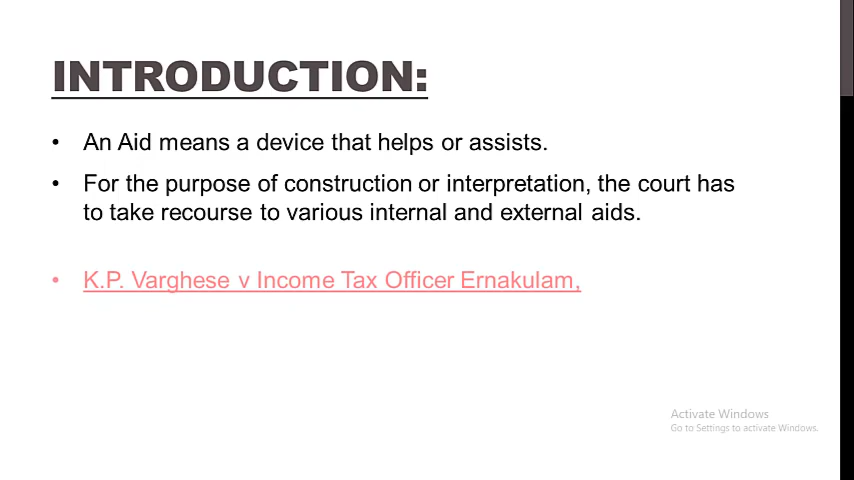 INTRODUCTION:
• An Aid means a device that helps or assists.
• For the purpose of construction or interpretation, the court has
to take recourse to various internal and external aids.
• K.P. Varghese v Income Tax Officer Ernakulam,
Activate Windows
Go to Settings to activate Windows.